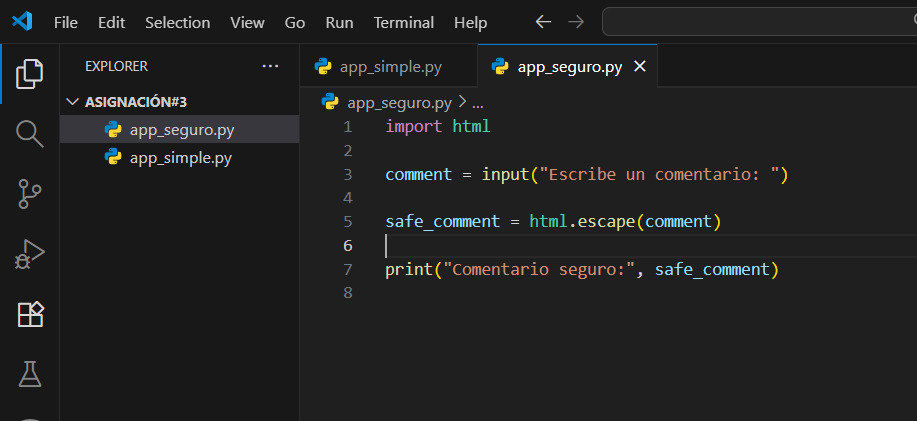 File Edit Selection View Go Run Terminal Help ← →
EXPLORER ...
ASIGNACIÓN#3
app_seguro.py
app_simple.py
app_simple.py app_seguro.py ×
app_seguro.py > ...
1 import html
2
3 comment = input("Escribe un comentario: ")
4
5 safe_comment = html.escape(comment)
6
7 print("Comentario seguro:", safe_comment)
8